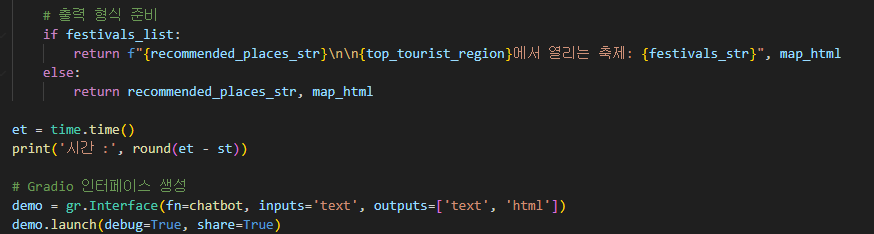 # 출력 형식 준비
if festivals_list:
return f"{recommended_places_str}\n\n{top_tourist_region}에서 열리는 축제: {festivals_str}", map_html
else:
return recommended_places_str, map_html
et = time.time()
print('시간 :', round(et - st))
# Gradio 인터페이스 생성
demo = gr.Interface(fn=chatbot, inputs='text', outputs=['text', 'html'])
demo.launch(debug=True, share=True)